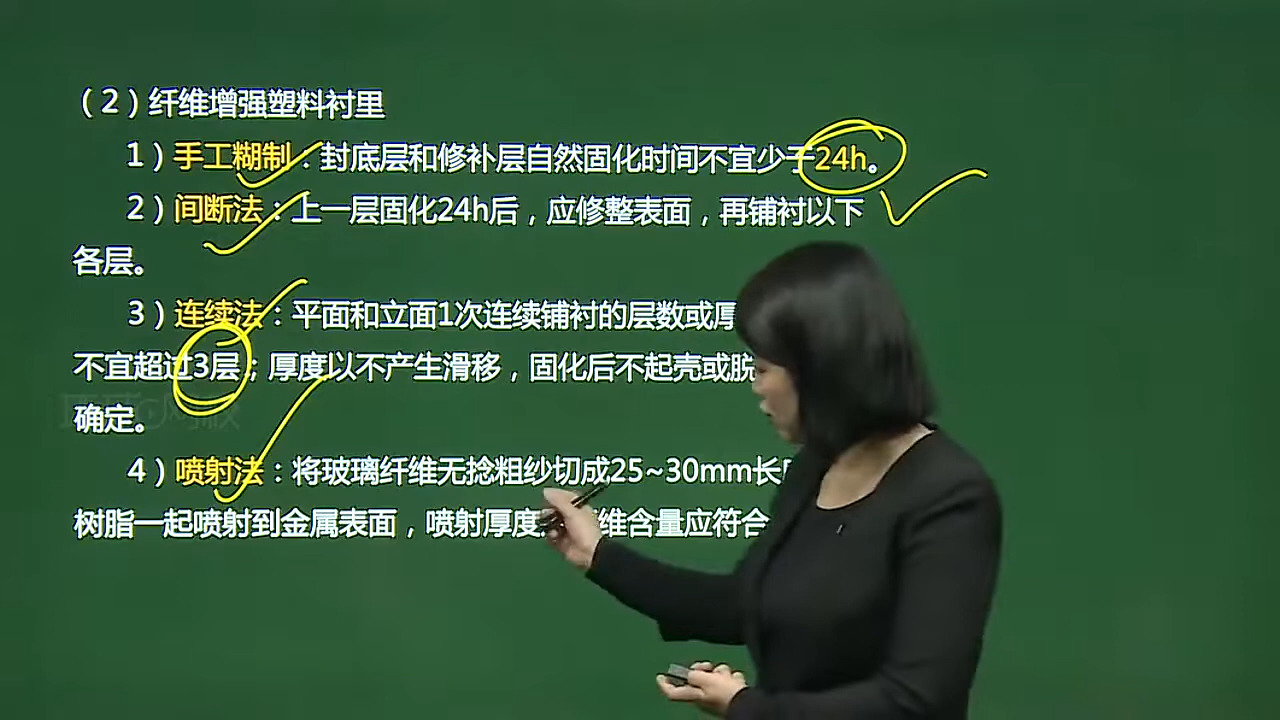 （2）纤维增强塑料衬里
1）手工糊制：封底层和修补层自然固化时间不宜少于24h。
2）间断法：上一层固化24h后，应修整表面，再铺衬以下
各层。
3）连续法：平面和立面1次连续铺衬的层数或厚
不宜超过3层；厚度以不产生滑移，固化后不起壳或脱
确定。
4）喷射法：将玻璃纤维无捻粗纱切成25~30mm长
树脂一起喷射到金属表面，喷射厚度 维含量应符合